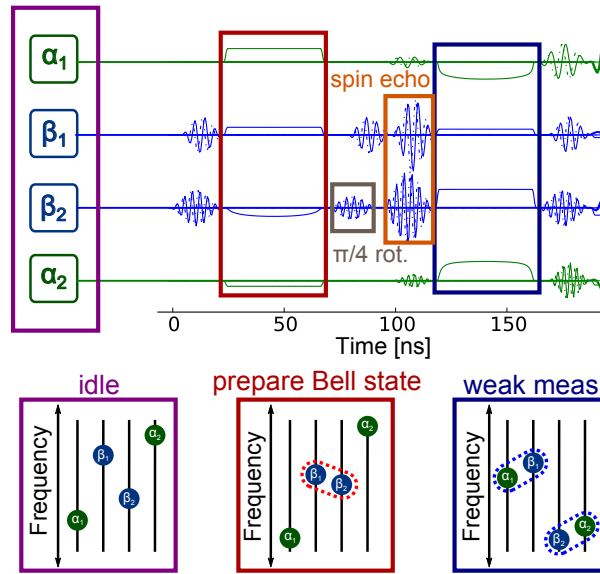 α1
spin echo
β1
β2
π/4 rot.
α2
0 50 100 150
Time [ns]
idle
prepare Bell state
weak meas
Frequency
α1
β1
β2
α2
Frequency
α1
β1
β2
α2
Frequency
α1
β1
β2
α2